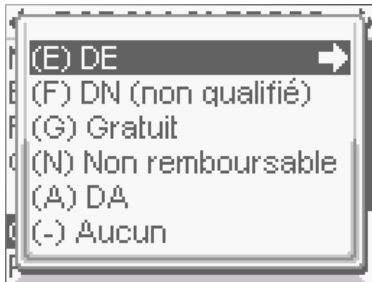 (E) DE
(F) DN (non qualifié)
(G) Gratuit
(N) Non remboursable
(A) DA
(-) Aucun